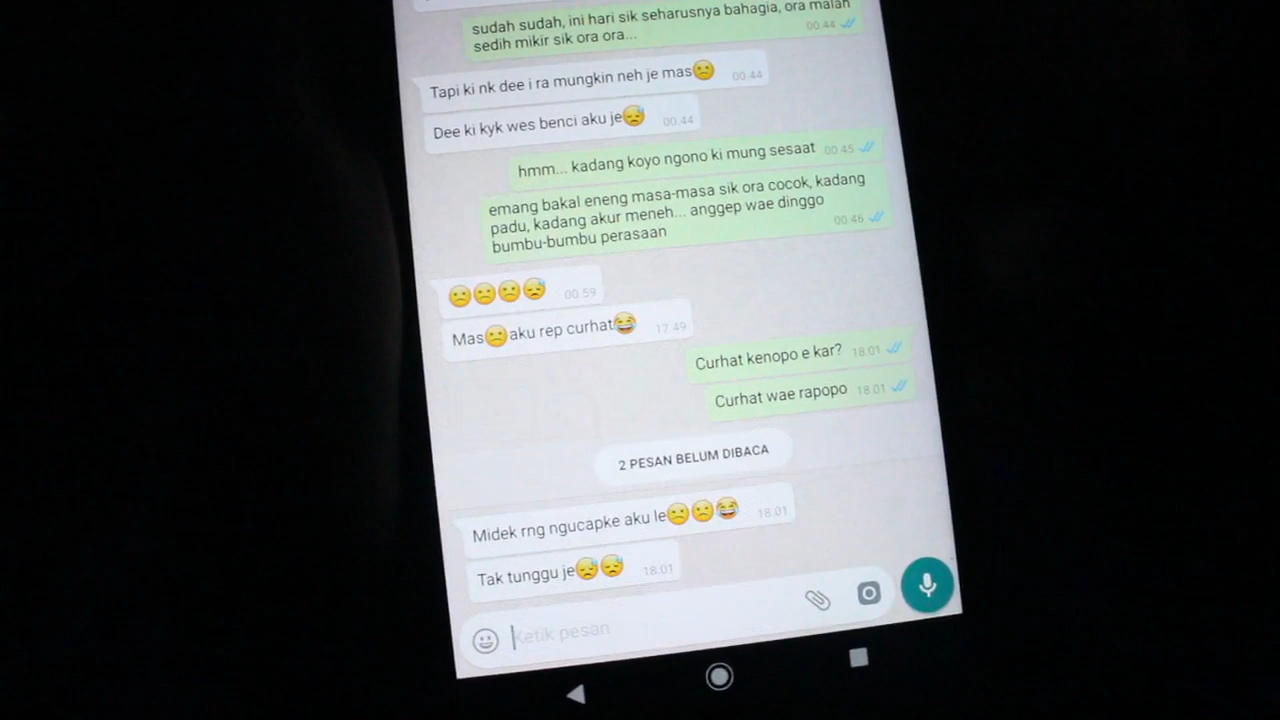 sudah sudah, ini hari sik seharusnya bahagia, ora malah
sedih mikir sik ora ora... 00.44
Tapi ki nk dee i ra mungkin neh je mas🙁 00.44
Dee ki kyk wes benci aku je😓 00.44
hmm... kadang koyo ngono ki mung sesaat 00.45
emang bakal eneng masa-masa sik ora cocok, kadang
padu, kadang akur meneh... anggep wae dinggo
bumbu-bumbu perasaan 00.46
🙁🙁🙁😓 00.59
Mas🙁aku rep curhat😂 17.49
Curhat kenopo e kar? 18.01
Curhat wae rapopo 18.01
2 PESAN BELUM DIBACA
Midek rng ngucapke aku le🙁🙁😂 18.01
Tak tunggu je😓😓 18.01
Ketik pesan